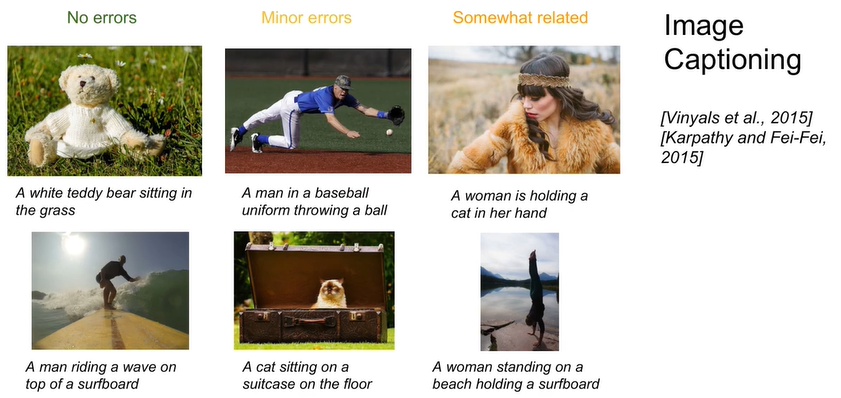 No errors
Minor errors
Somewhat related
Image
Captioning
[Vinyals et al., 2015]
[Karpathy and Fei-Fei,
2015]
A white teddy bear sitting in
the grass
A man in a baseball
uniform throwing a ball
A woman is holding a
cat in her hand
A man riding a wave on
top of a surfboard
A cat sitting on a
suitcase on the floor
A woman standing on a
beach holding a surfboard